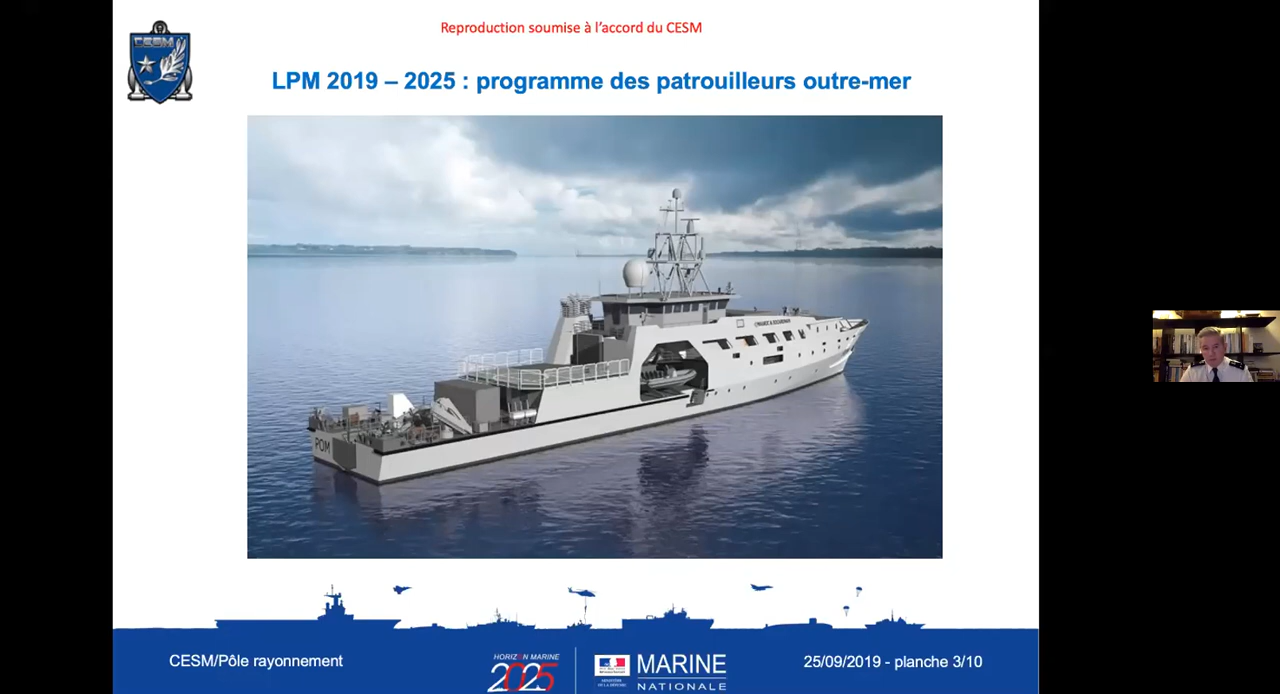 Reproduction soumise à l'accord du CESM
CESM
LPM 2019 – 2025 : programme des patrouilleurs outre-mer
POM
CESM/Pôle rayonnement
HORIZON MARINE
2025
MARINE
NATIONALE
25/09/2019 - planche 3/10